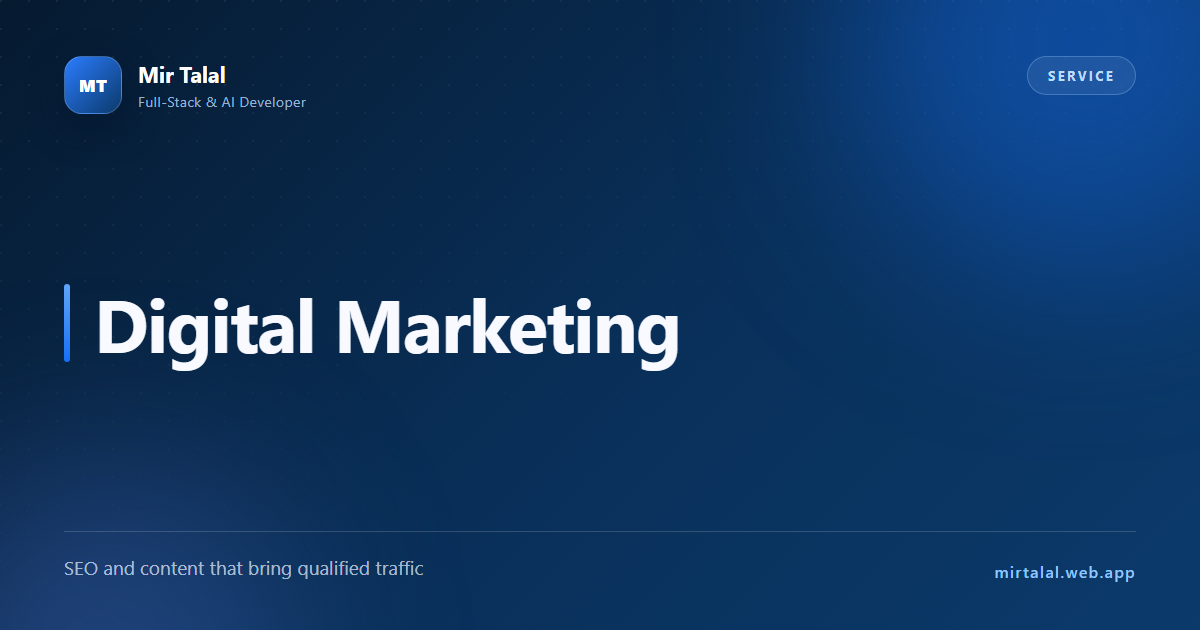 MT
Mir Talal
Full-Stack & AI Developer
SERVICE
Digital Marketing
SEO and content that bring qualified traffic
mirtalal.web.app